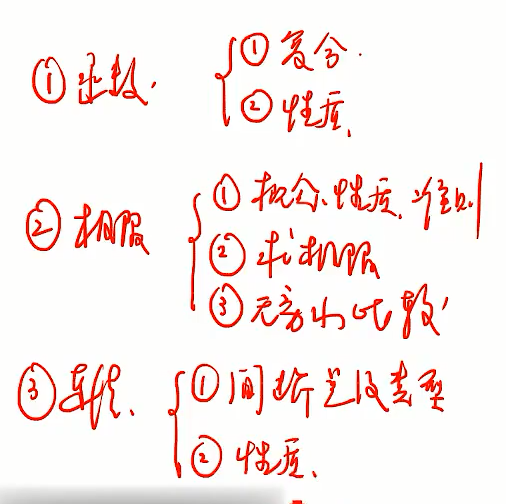 ① 函数. ① 复合.
② 性质.
② 极限 ① 概念、性质、准则
② 求极限
③ 无穷小比较
③ 连续. ① 间断点及类型
② 性质.